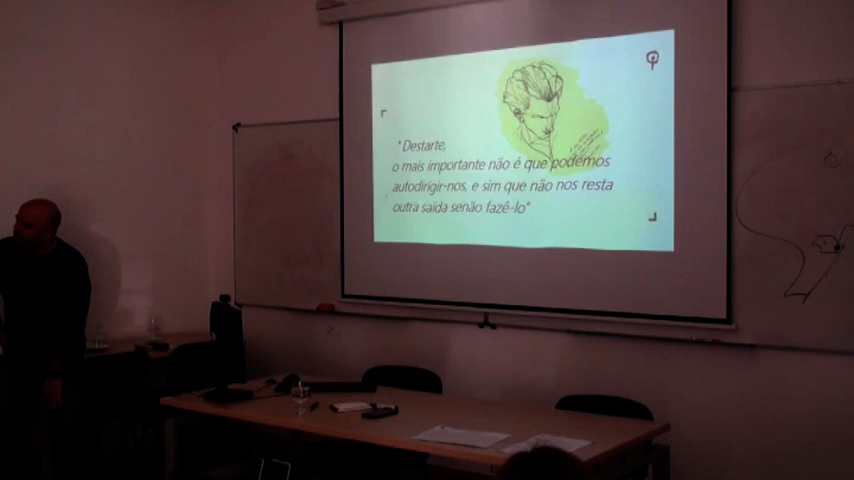 "Destarte,
o mais importante não é que podemos
autodirigir-nos, e sim que não nos resta
outra saída senão fazê-lo"